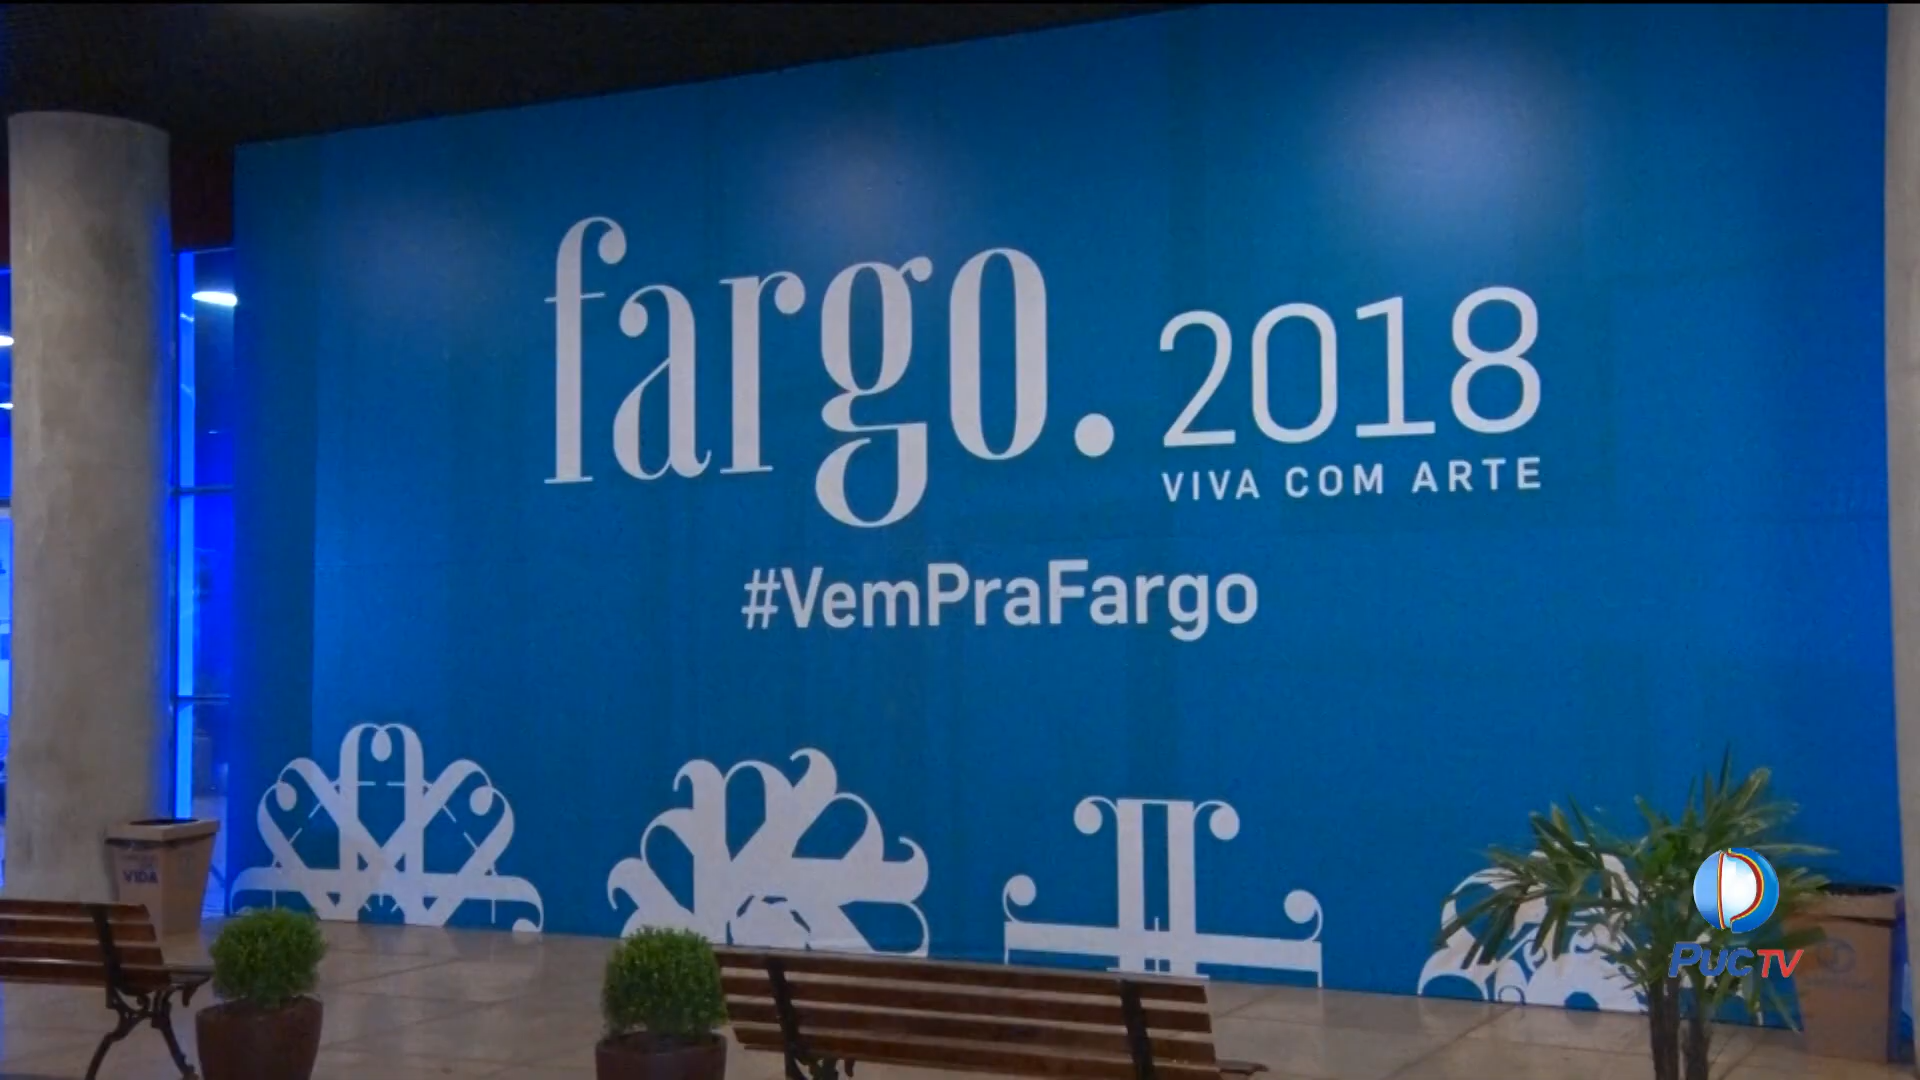 fargo. 2018
VIVA COM ARTE
#VemPraFargo
VIDA
PUC TV